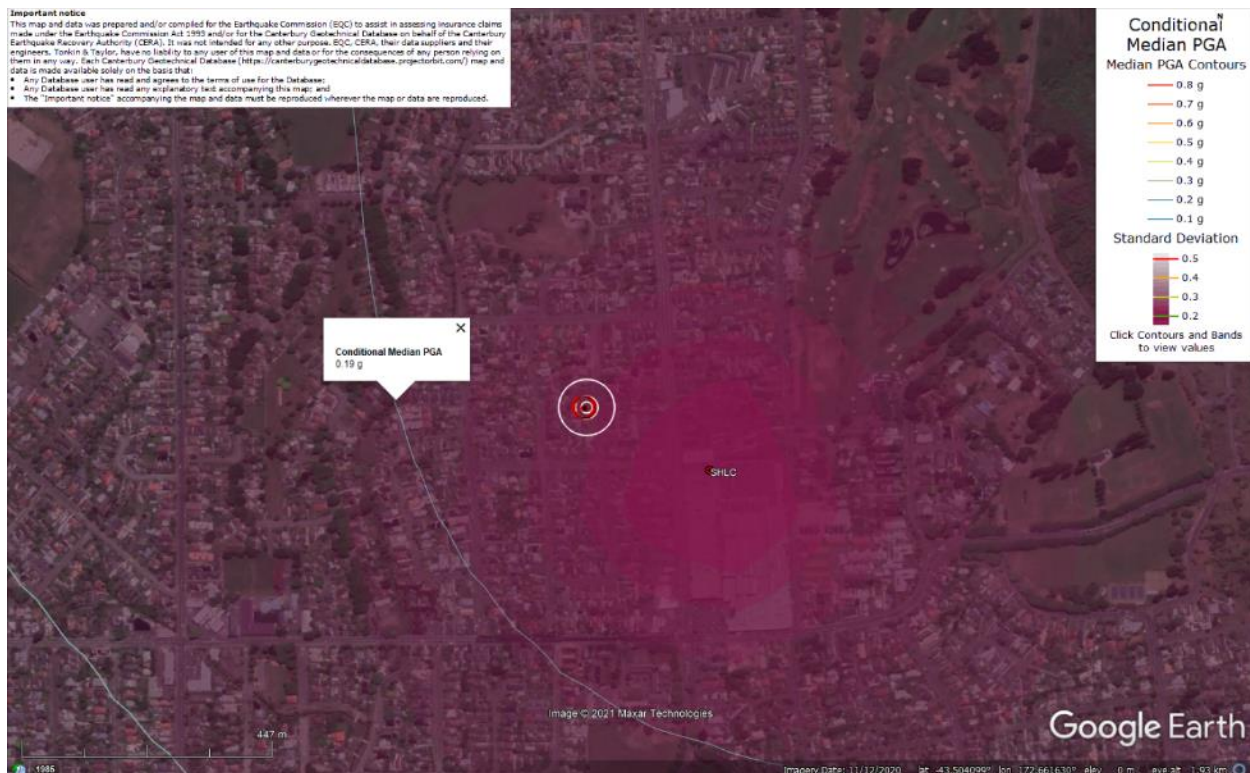 Important notice
This map and data was prepared and/or compiled for the Earthquake Commission (EQC) to assist in assessing insurance claims
made under the Earthquake Commission Act 1993 and/or for the Canterbury Geotechnical Database on behalf of the Canterbury
Earthquake Recovery Authority (CERA). It was not intended for any other purpose. EQC, CERA, their data suppliers and their
engineers, Tonkin & Taylor, have no liability to any user of this map and data or for the consequences of any person relying on
them in any way. Each Canterbury Geotechnical Database (https://canterburygeotechnicaldatabase.projectorbit.com/) map and
data is made available solely on the basis that:
• Any Database user has read and agrees to the terms of use for the Database;
• Any Database user has read any explanatory text accompanying this map; and
• The "Important notice" accompanying the map and data must be reproduced wherever the map or data are reproduced.
N
Conditional
Median PGA
Median PGA Contours
0.8 g
0.7 g
0.6 g
0.5 g
0.4 g
0.3 g
0.2 g
0.1 g
Standard Deviation
0.5
0.4
0.3
0.2
Click Contours and Bands
to view values
Conditional Median PGA
0.19 g
SHLC
Image © 2021 Maxar Technologies
Google Earth
447 m
1985
Imagery Date: 11/12/2020 lat -43.504099° lon 172.661630° elev 0 m eye alt 1.93 km